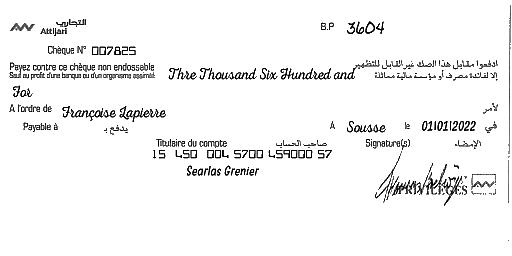 التجاري
Attijari
B.P 3604
Chèque N° 007825
Payez contre ce chèque non endossable
Sauf au profit d'une banque ou d'un organisme assimilé
Thre Thousand Six Hundred and
ادفعوا مقابل هذا الصك غير القابل للتظهير
إلا لفائدة مصرف أو مؤسسة مالية مماثلة
For
A l'ordre de Françoise Lapierre لأمر
Payable à يدفع بـ
À Sousse le 01/01/2022 في
Titulaire du compte صاحب الحساب
Signature(s) الإمضاء
15 450 004 5700 459000 57
Searlas Grenier
PRIVILEGES